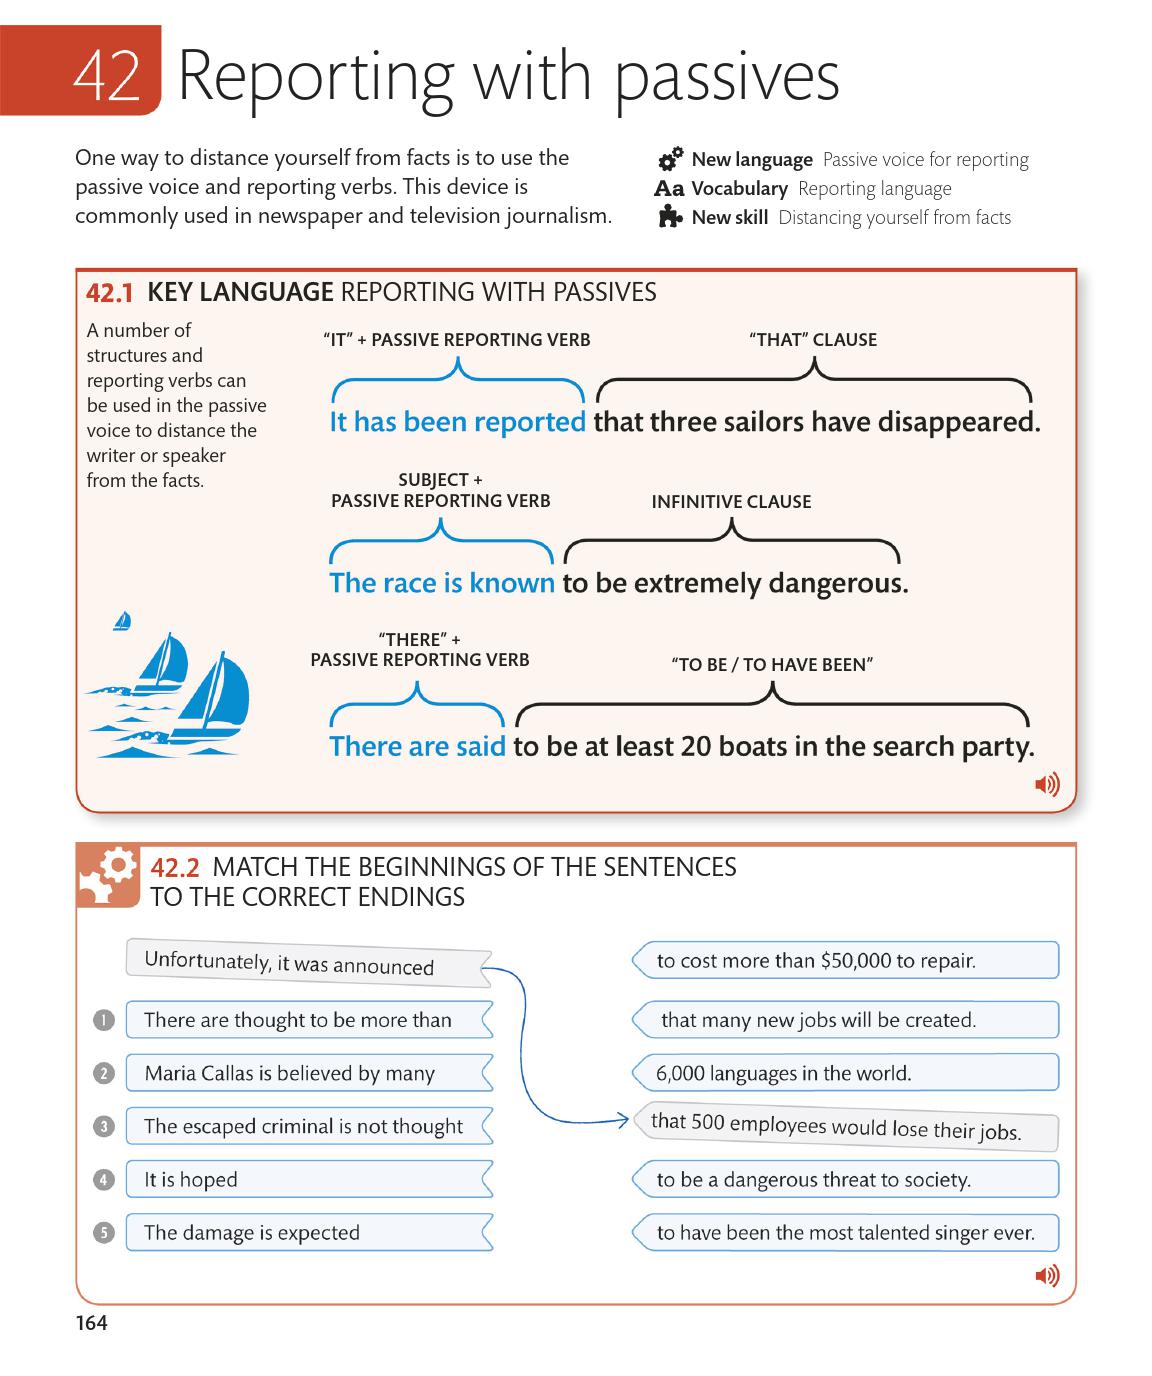 42 Reporting with passives
One way to distance yourself from facts is to use the
passive voice and reporting verbs. This device is
commonly used in newspaper and television journalism.
New language Passive voice for reporting
Aa Vocabulary Reporting language
New skill Distancing yourself from facts
42.1 KEY LANGUAGE REPORTING WITH PASSIVES
A number of
structures and
reporting verbs can
be used in the passive
voice to distance the
writer or speaker
from the facts.
“IT” + PASSIVE REPORTING VERB
“THAT” CLAUSE
It has been reported that three sailors have disappeared.
SUBJECT +
PASSIVE REPORTING VERB
INFINITIVE CLAUSE
The race is known to be extremely dangerous.
“THERE” +
PASSIVE REPORTING VERB
“TO BE / TO HAVE BEEN”
There are said to be at least 20 boats in the search party.
42.2 MATCH THE BEGINNINGS OF THE SENTENCES
TO THE CORRECT ENDINGS
Unfortunately, it was announced
to cost more than $50,000 to repair.
1 There are thought to be more than
that many new jobs will be created.
2 Maria Callas is believed by many
6,000 languages in the world.
3 The escaped criminal is not thought
that 500 employees would lose their jobs.
4 It is hoped
to be a dangerous threat to society.
5 The damage is expected
to have been the most talented singer ever.
164